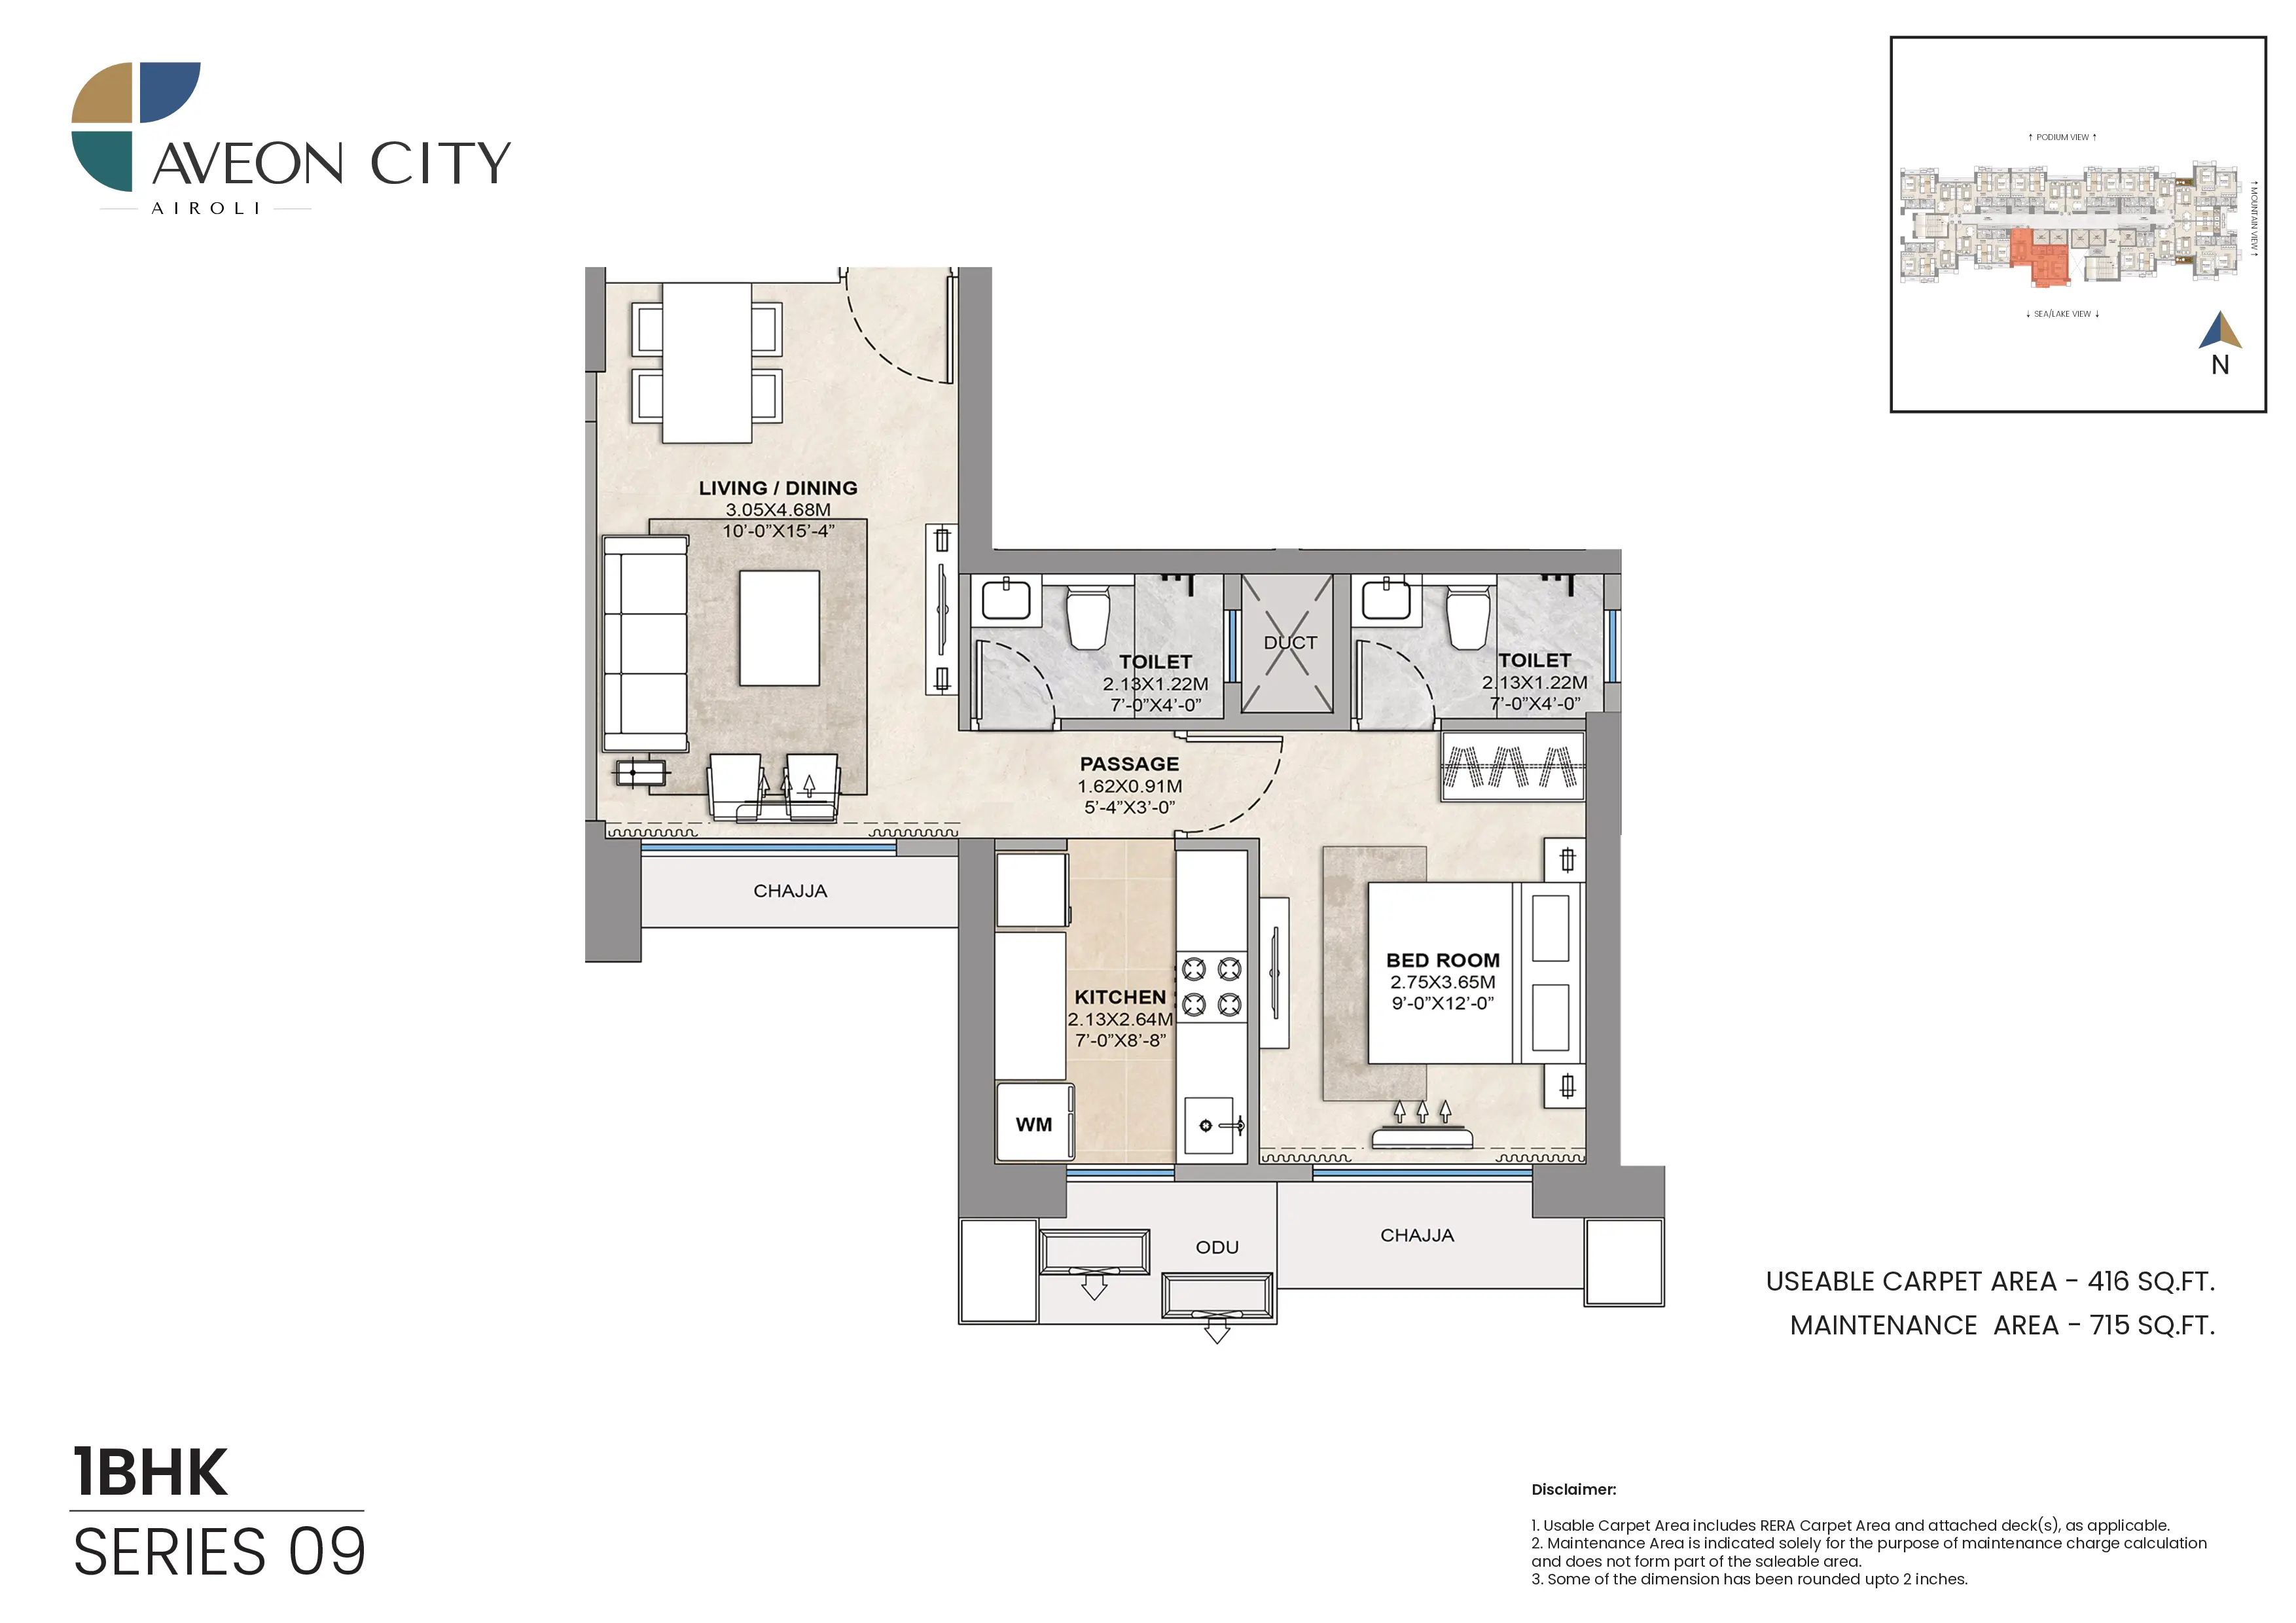 AVEON CITY
AIROLI
↑ PODIUM VIEW ↑
↑ MOUNTAIN VIEW ↑
↓ SEA/LAKE VIEW ↓
N
LIVING / DINING
3.05X4.68M
10'-0"X15'-4"
TOILET
2.13X1.22M
7'-0"X4'-0"
DUCT
TOILET
2.13X1.22M
7'-0"X4'-0"
PASSAGE
1.62X0.91M
5'-4"X3'-0"
CHAJJA
KITCHEN
2.13X2.64M
7'-0"X8'-8"
WM
BED ROOM
2.75X3.65M
9'-0"X12'-0"
ODU
CHAJJA
USEABLE CARPET AREA - 416 SQ.FT.
MAINTENANCE AREA - 715 SQ.FT.
1BHK
SERIES 09
Disclaimer:
1. Usable Carpet Area includes RERA Carpet Area and attached deck(s), as applicable.
2. Maintenance Area is indicated solely for the purpose of maintenance charge calculation
and does not form part of the saleable area.
3. Some of the dimension has been rounded upto 2 inches.